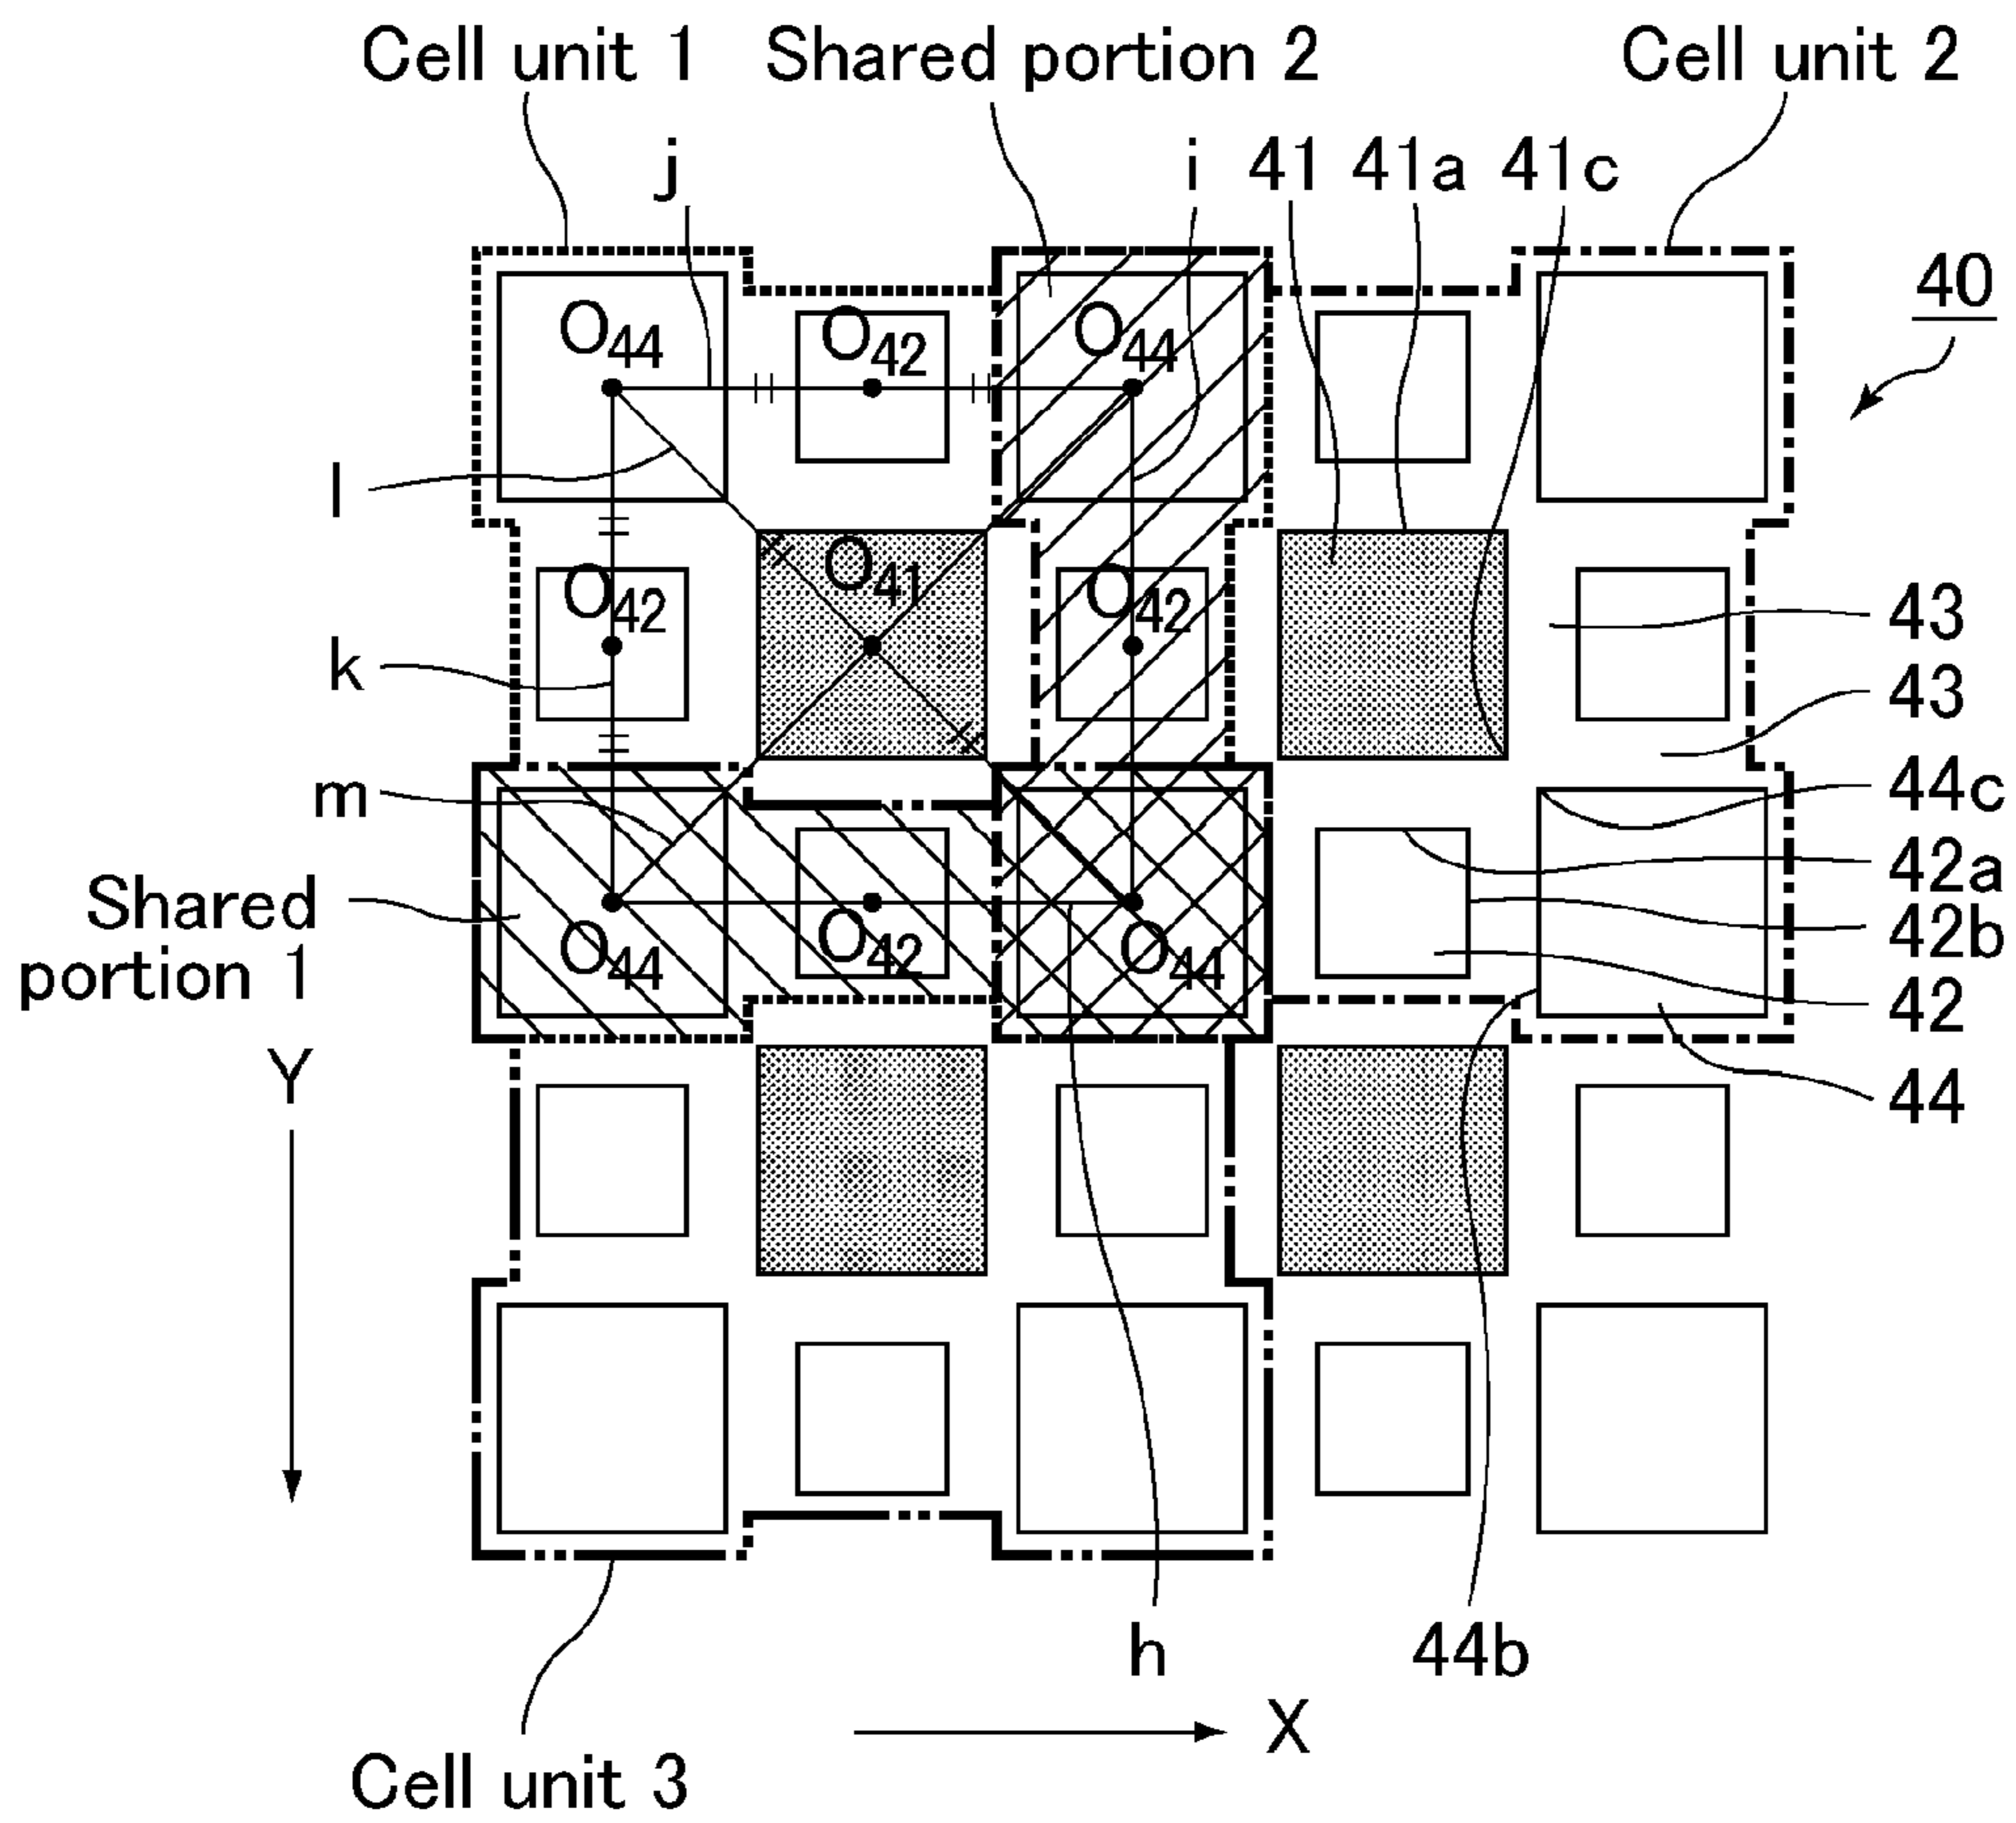 Cell unit 1
Shared portion 2
Cell unit 2
j
i
41
41a
41c
40
O44
O42
O44
l
O42
O41
O42
43
k
43
m
44c
42a
Shared
portion 1
O44
O42
O44
42b
42
Y
44
h
44b
X
Cell unit 3